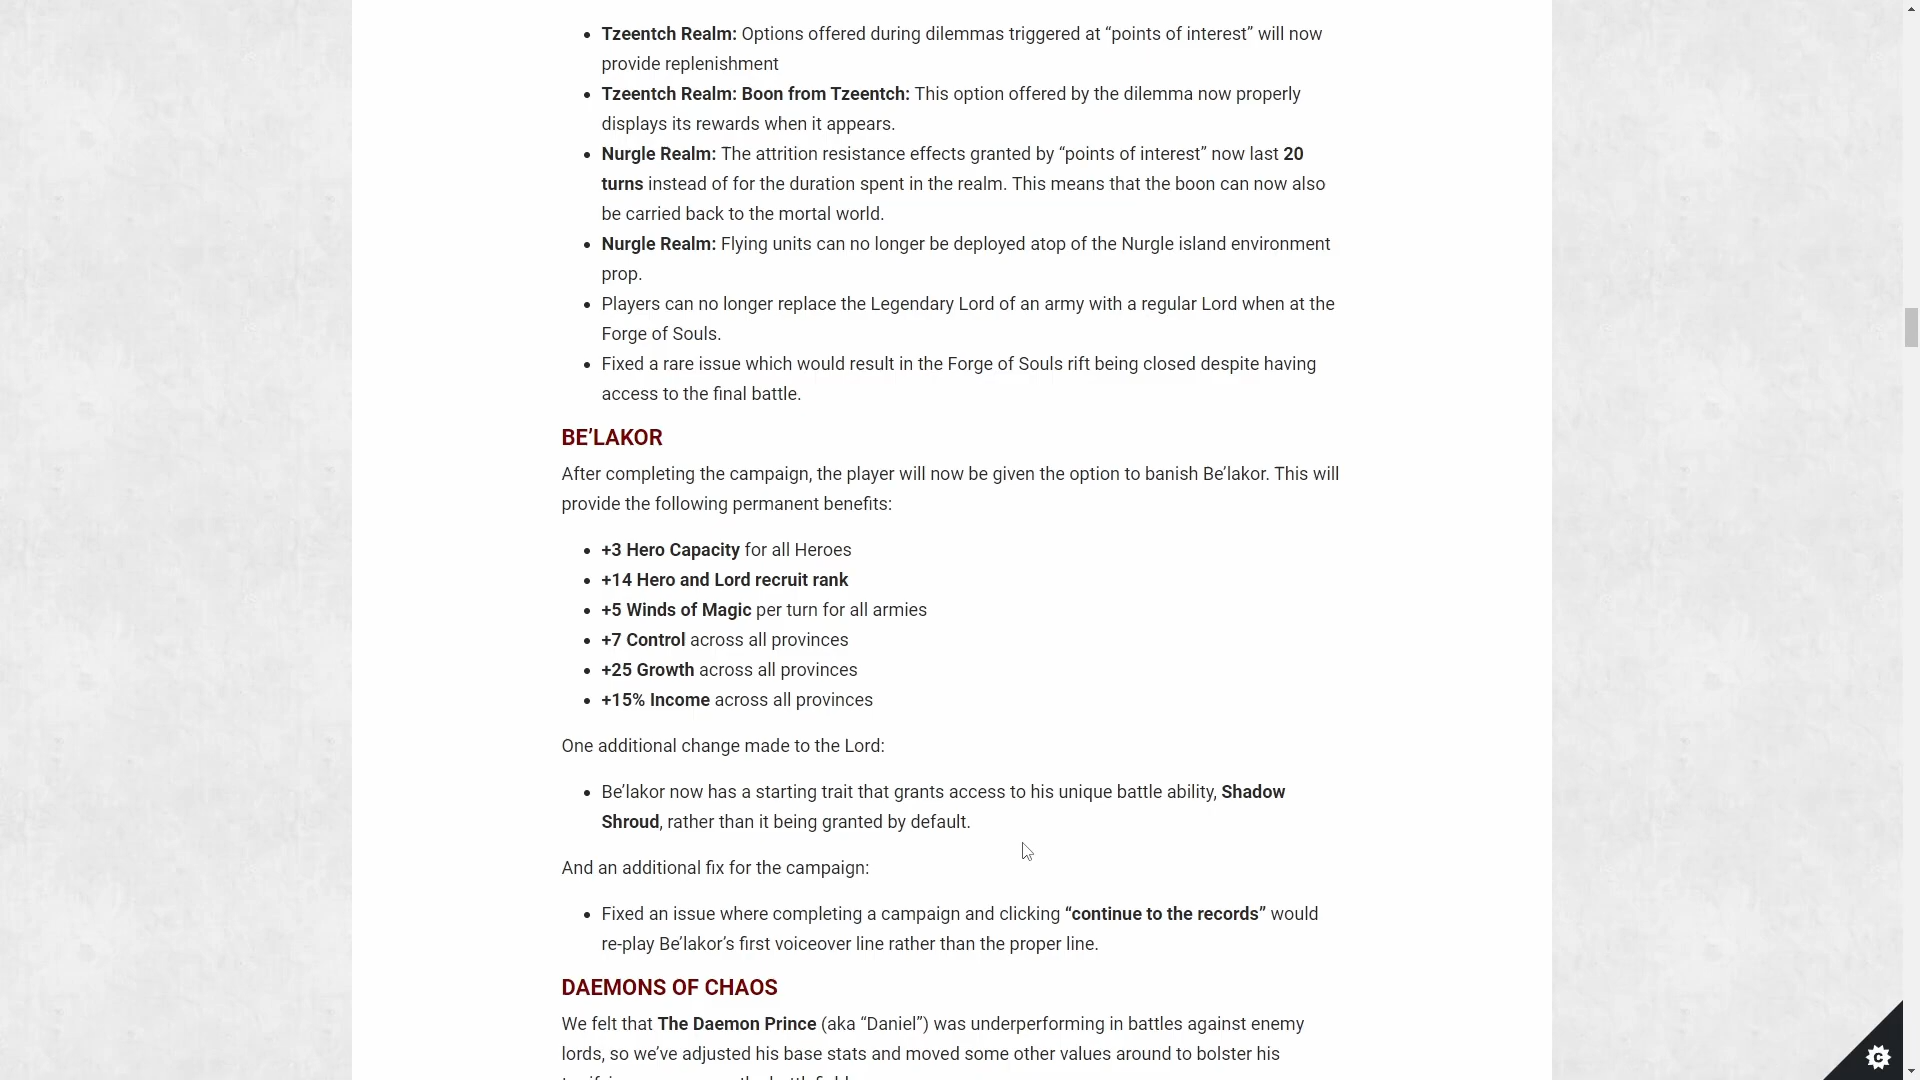 Tzeentch Realm: Options offered during dilemmas triggered at “points of interest” will now
provide replenishment
Tzeentch Realm: Boon from Tzeentch: This option offered by the dilemma now properly
displays its rewards when it appears.
Nurgle Realm: The attrition resistance effects granted by “points of interest” now last 20
turns instead of for the duration spent in the realm. This means that the boon can now also
be carried back to the mortal world.
Nurgle Realm: Flying units can no longer be deployed atop of the Nurgle island environment
prop.
Players can no longer replace the Legendary Lord of an army with a regular Lord when at the
Forge of Souls.
Fixed a rare issue which would result in the Forge of Souls rift being closed despite having
access to the final battle.
BE’LAKOR
After completing the campaign, the player will now be given the option to banish Be’lakor. This will
provide the following permanent benefits:
+3 Hero Capacity for all Heroes
+14 Hero and Lord recruit rank
+5 Winds of Magic per turn for all armies
+7 Control across all provinces
+25 Growth across all provinces
+15% Income across all provinces
One additional change made to the Lord:
Be’lakor now has a starting trait that grants access to his unique battle ability, Shadow
Shroud, rather than it being granted by default.
And an additional fix for the campaign:
Fixed an issue where completing a campaign and clicking “continue to the records” would
re-play Be’lakor’s first voiceover line rather than the proper line.
DAEMONS OF CHAOS
We felt that The Daemon Prince (aka “Daniel”) was underperforming in battles against enemy
lords, so we’ve adjusted his base stats and moved some other values around to bolster his